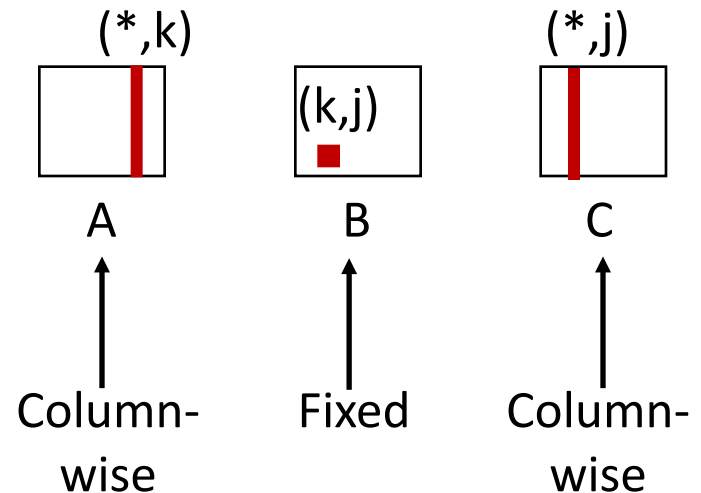 (*,k)
(*,j)
(k,j)
A
B
C
Column-
wise
Fixed
Column-
wise